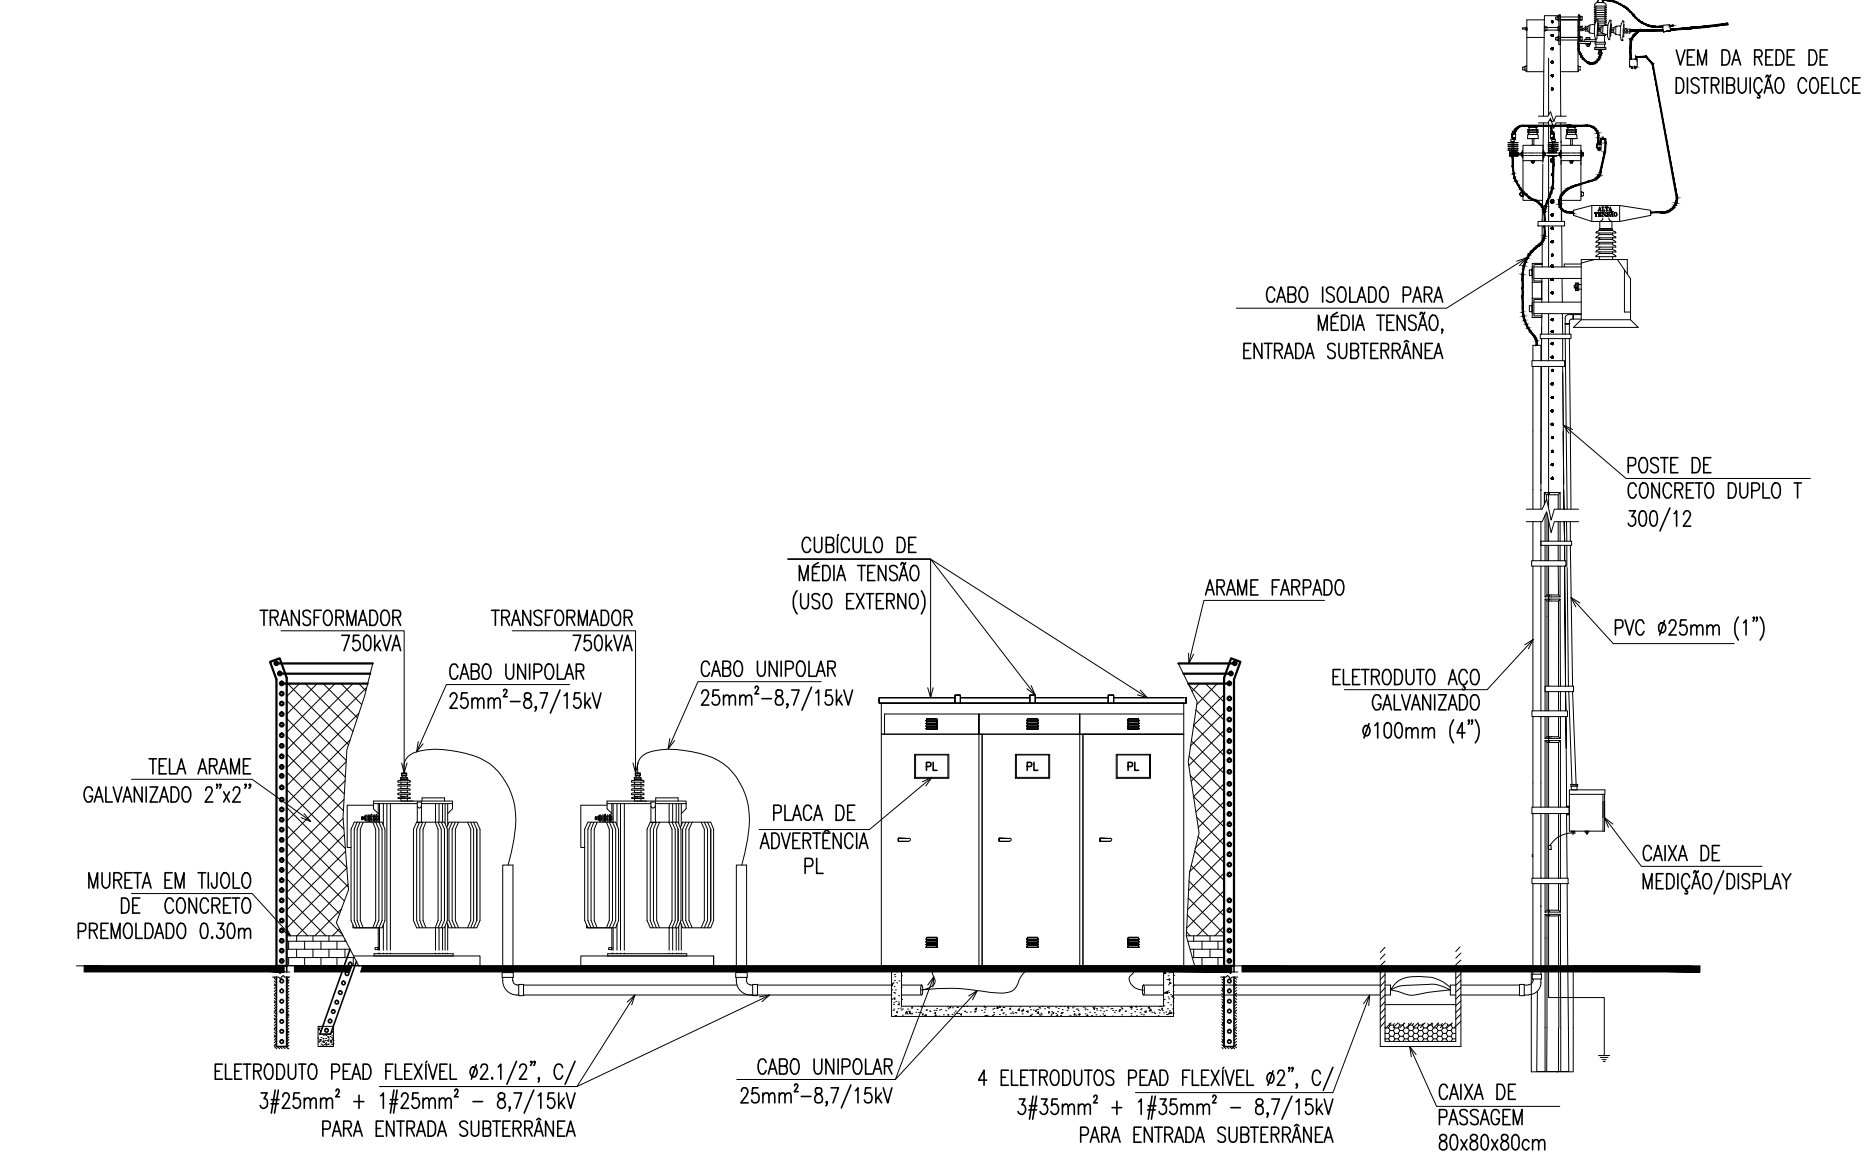 VEM DA REDE DE
DISTRIBUIÇÃO COELCE
ALTA
TENSÃO
CABO ISOLADO PARA
MÉDIA TENSÃO,
ENTRADA SUBTERRÂNEA
POSTE DE
CONCRETO DUPLO T
300/12
CUBÍCULO DE
MÉDIA TENSÃO
(USO EXTERNO)
ARAME FARPADO
TRANSFORMADOR
750kVA
TRANSFORMADOR
750kVA
PVC ø25mm (1")
CABO UNIPOLAR
25mm²-8,7/15kV
CABO UNIPOLAR
25mm²-8,7/15kV
ELETRODUTO AÇO
GALVANIZADO
ø100mm (4")
TELA ARAME
GALVANIZADO 2"x2"
PL
PL
PL
PLACA DE
ADVERTÊNCIA
PL
CAIXA DE
MEDIÇÃO/DISPLAY
MURETA EM TIJOLO
DE CONCRETO
PREMOLDADO 0.30m
ELETRODUTO PEAD FLEXÍVEL ø2.1/2", C/
3#25mm² + 1#25mm² - 8,7/15kV
PARA ENTRADA SUBTERRÂNEA
CABO UNIPOLAR
25mm²-8,7/15kV
4 ELETRODUTOS PEAD FLEXÍVEL ø2", C/
3#35mm² + 1#35mm² - 8,7/15kV
PARA ENTRADA SUBTERRÂNEA
CAIXA DE
PASSAGEM
80x80x80cm